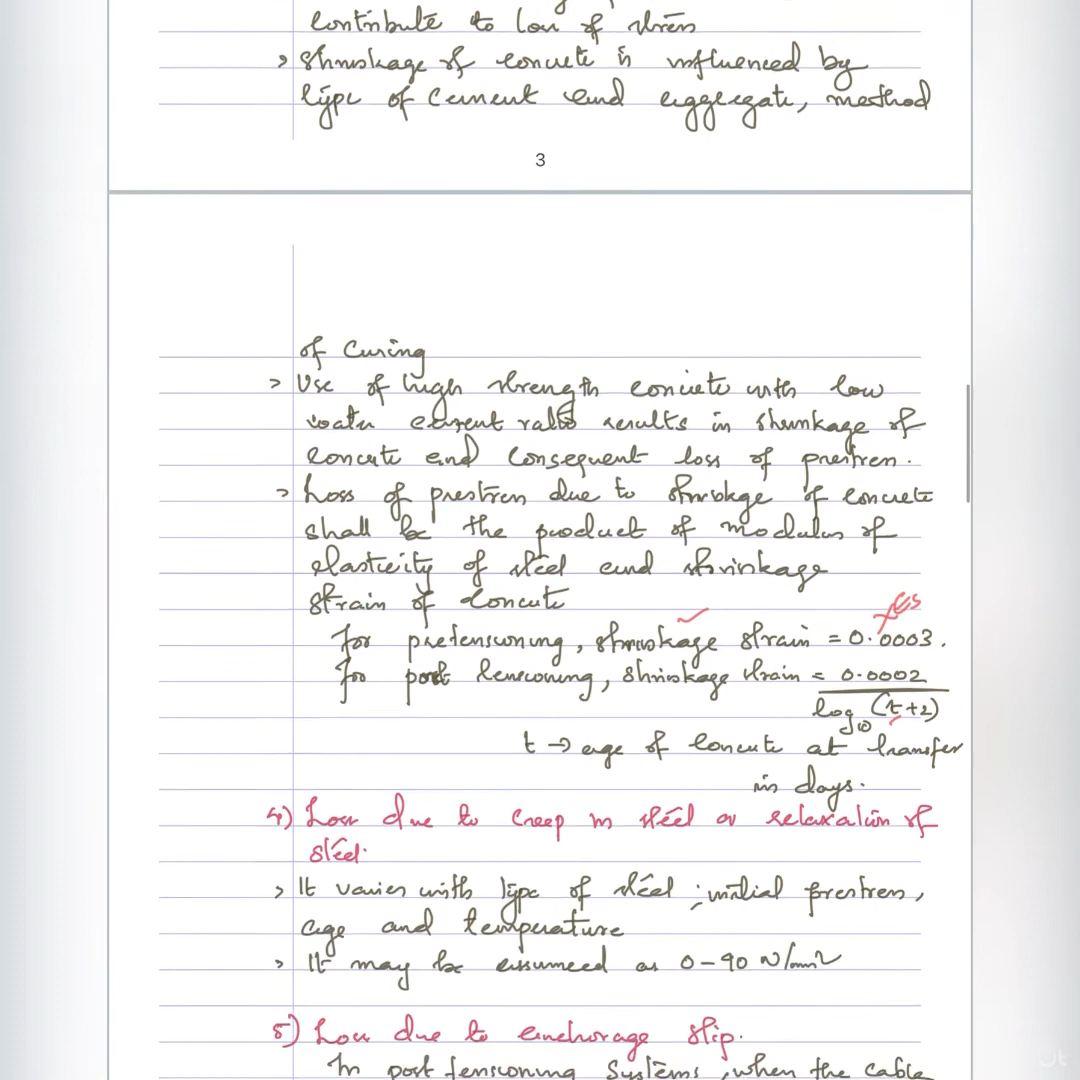 contribute to loss of stress
> Shrinkage of concrete is influenced by
type of cement and aggregate, method
3
of curing
> Use of high strength concrete with low
water cement ratio results in shrinkage of
concrete and consequent loss of prestress.
> Loss of prestress due to shrinkage of concrete
shall be the product of modulus of
elasticity of steel and shrinkage
strain of concrete
for pretensioning, shrinkage strain = 0.0003.
for post tensioning, shrinkage strain = 0.0002
log10 (t+2)
t → age of concrete at transfer
in days.
4) Loss due to creep in steel or relaxation of
steel.
> It varies with type of steel, initial prestress,
age and temperature
> It may be assumeed as 0-90 N/mm²
5) Loss due to anchorage slip.
In post tensioning systems, when the cable